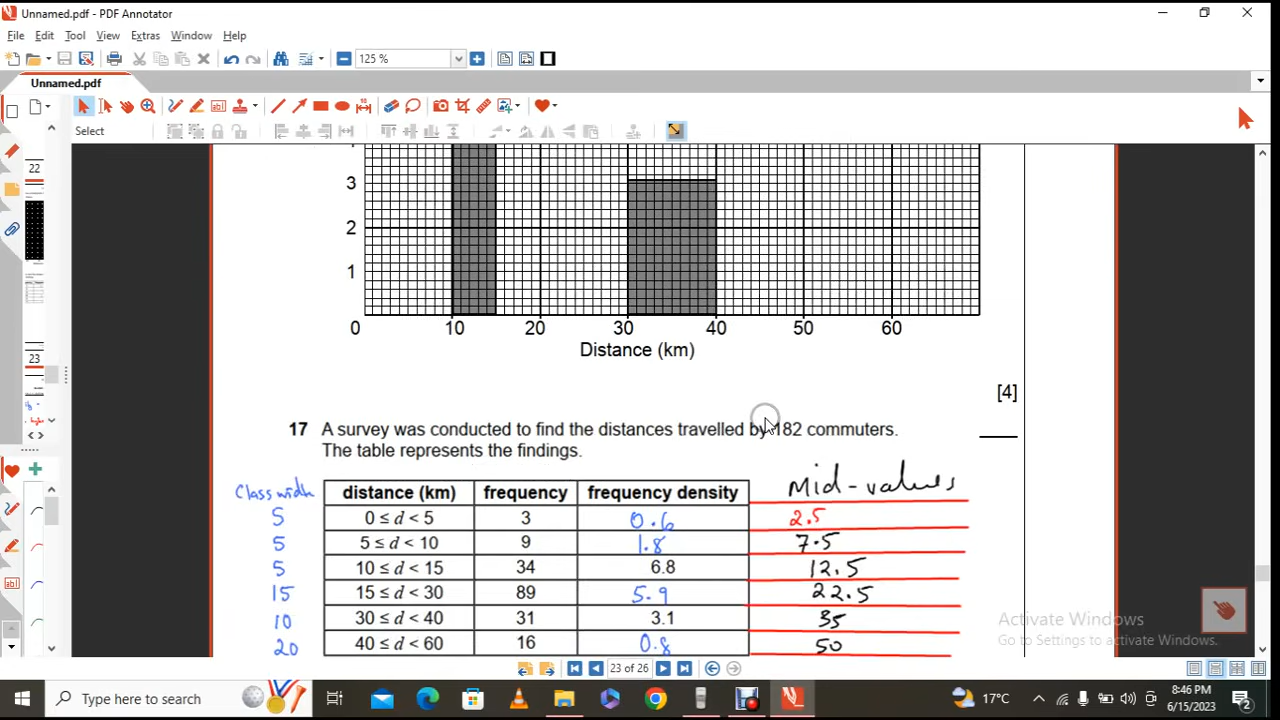 Unnamed.pdf - PDF Annotator
File Edit Tool View Extras Window Help
125 %
Unnamed.pdf
Select
22
23
3
2
1
0 10 20 30 40 50 60
Distance (km)
[4]
17 A survey was conducted to find the distances travelled by 182 commuters.
The table represents the findings.
Class width distance (km) frequency frequency density Mid-values
5 0 ≤ d < 5 3 0.6 2.5
5 5 ≤ d < 10 9 1.8 7.5
5 10 ≤ d < 15 34 6.8 12.5
15 15 ≤ d < 30 89 5.9 22.5
10 30 ≤ d < 40 31 3.1 35
20 40 ≤ d < 60 16 0.8 50
Activate Windows
Go to Settings to activate Windows.
23 of 26
Type here to search
17°C
8:46 PM
6/15/2023
2